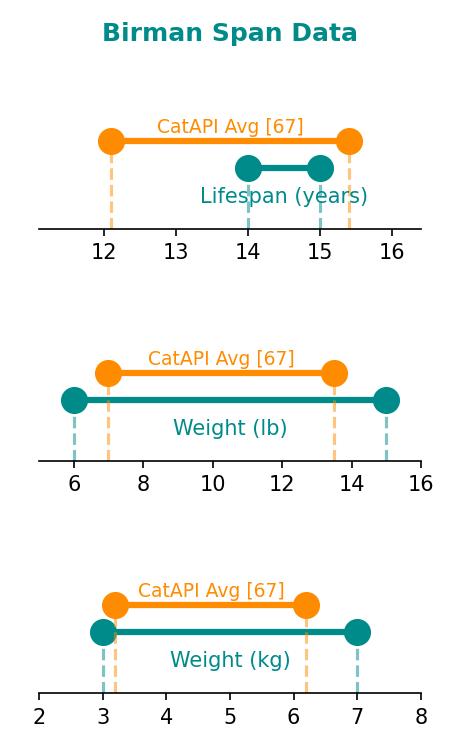 Birman Span Data
CatAPI Avg [67]
Lifespan (years)
12 13 14 15 16
CatAPI Avg [67]
Weight (lb)
6 8 10 12 14 16
CatAPI Avg [67]
Weight (kg)
2 3 4 5 6 7 8